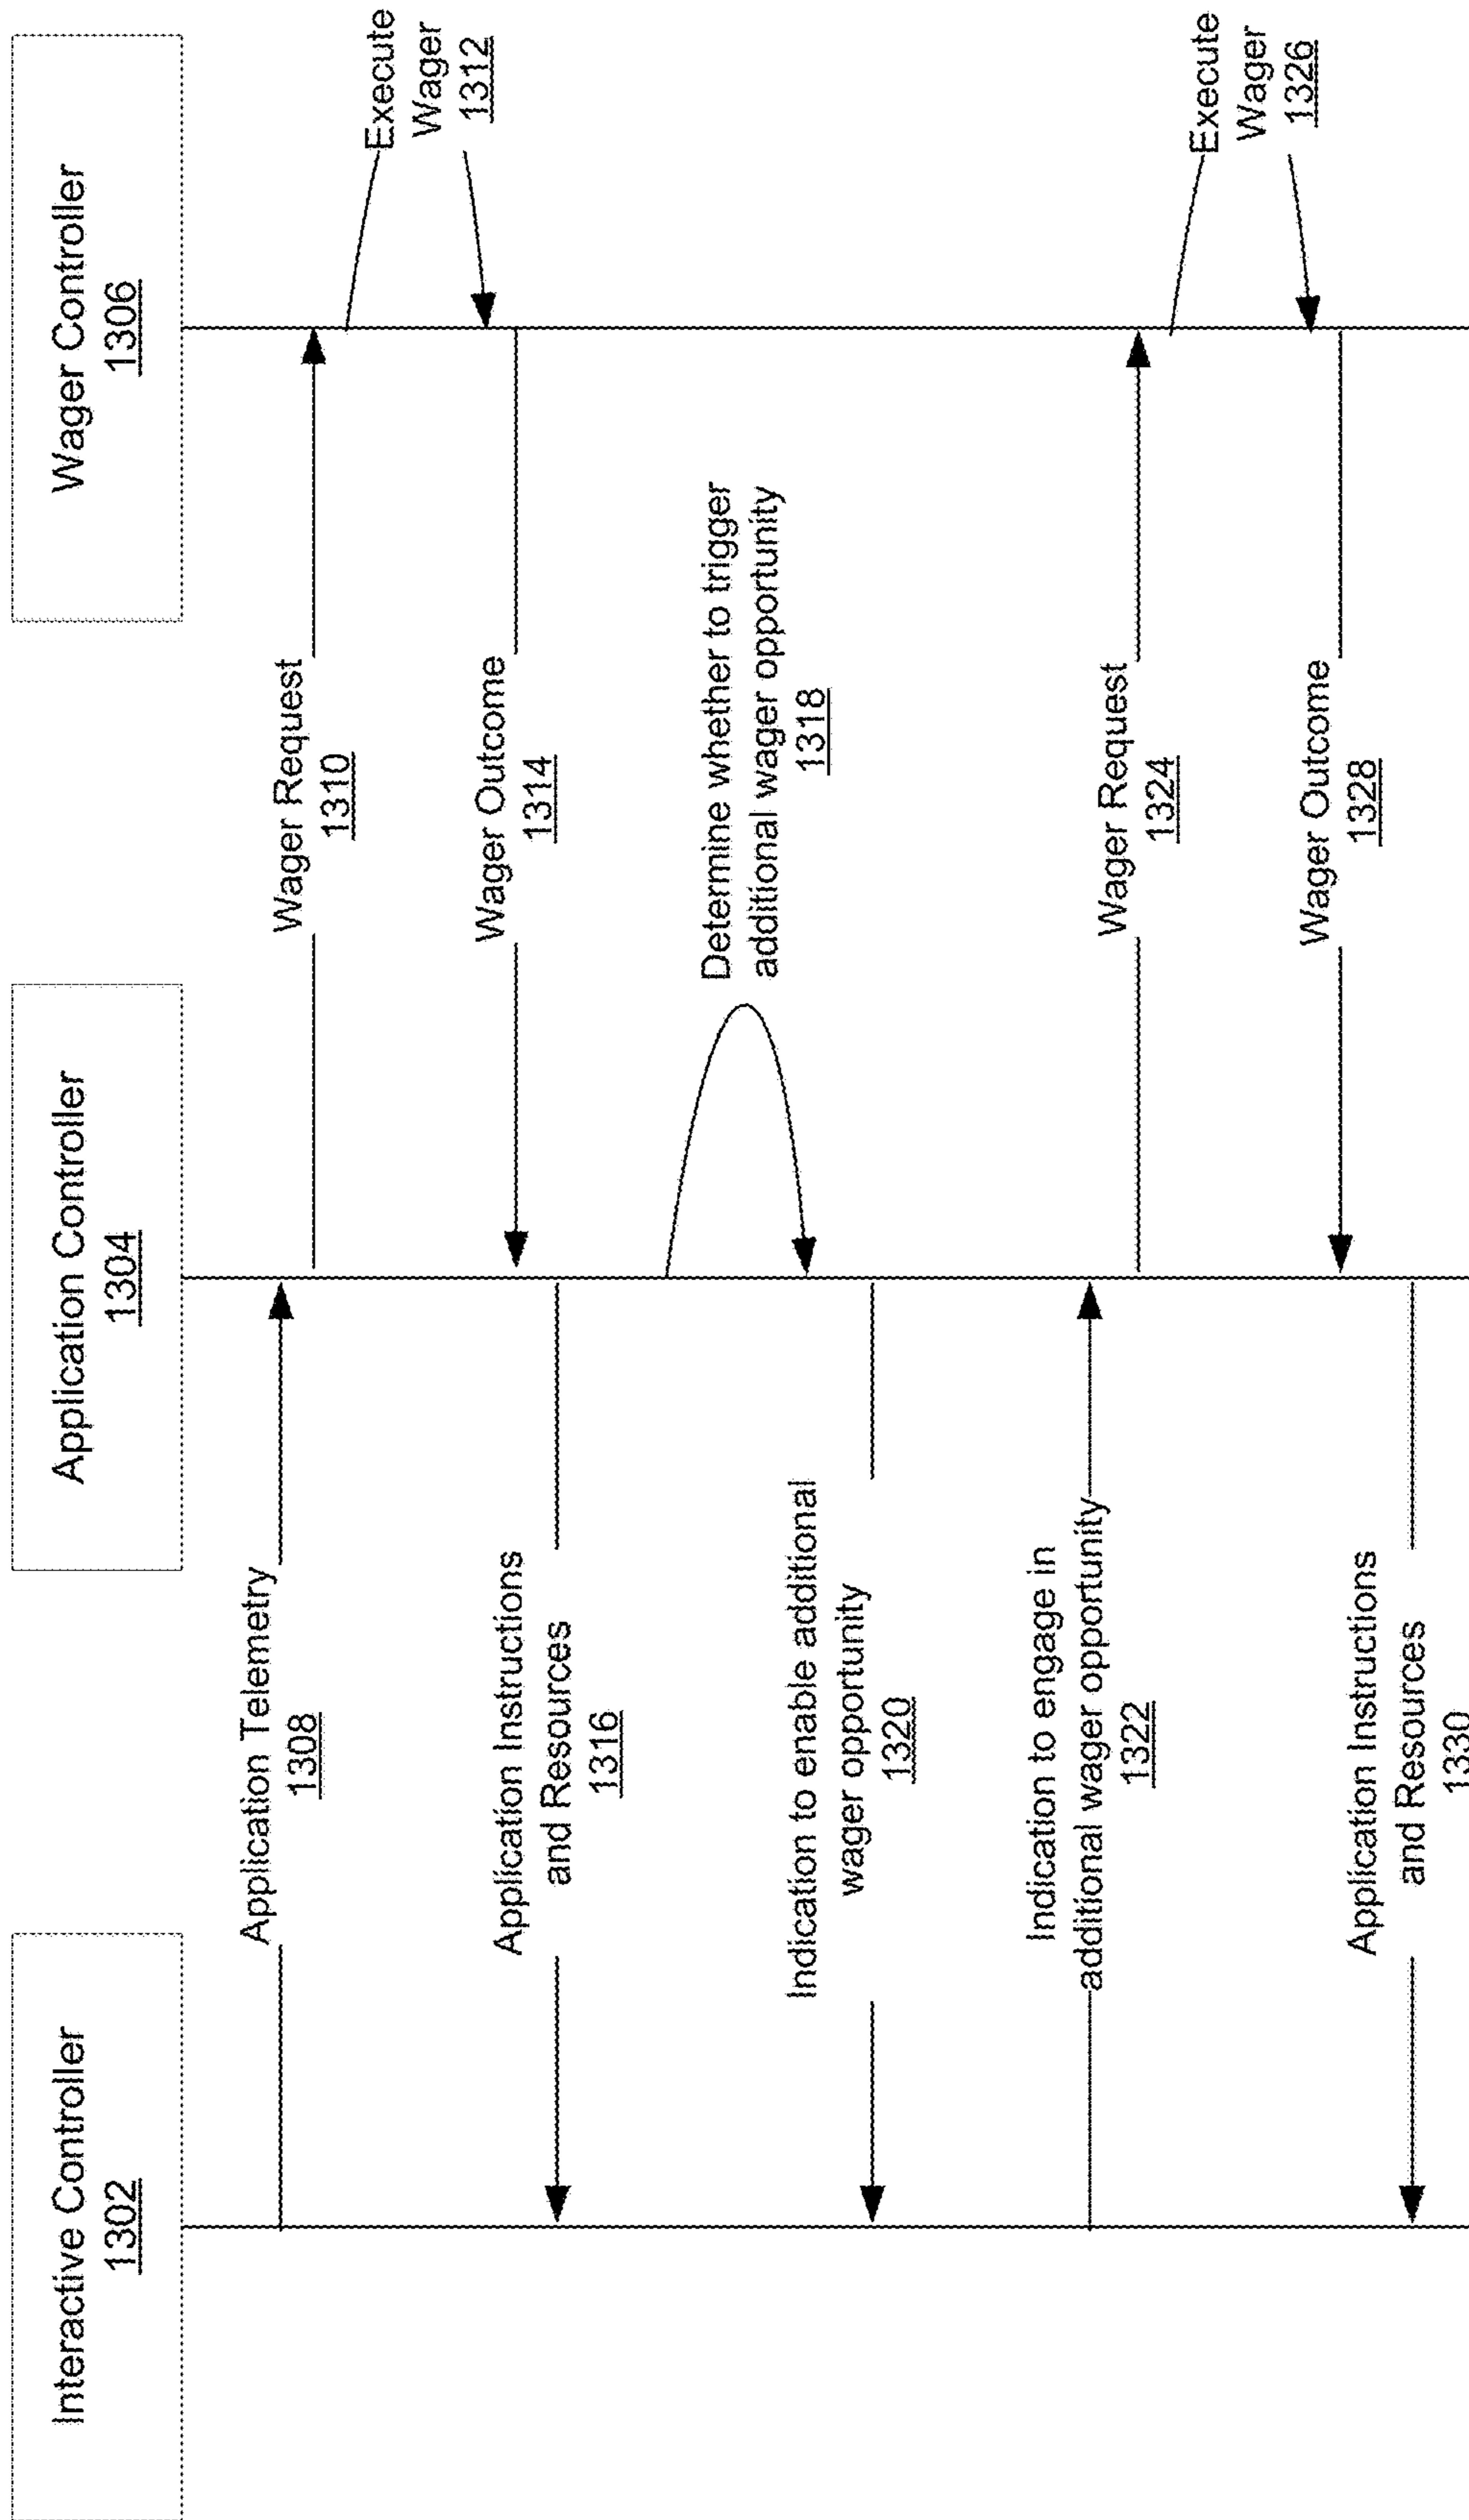 Interactive Controller
1302
Application Controller
1304
Wager Controller
1306
Application Telemetry
1308
Wager Request
1310
Execute
Wager
1312
Wager Outcome
1314
Application Instructions
and Resources
1316
Determine whether to trigger
additional wager opportunity
1318
Indication to enable additional
wager opportunity
1320
Indication to engage in
additional wager opportunity
1322
Wager Request
1324
Execute
Wager
1326
Wager Outcome
1328
Application Instructions
and Resources
1330